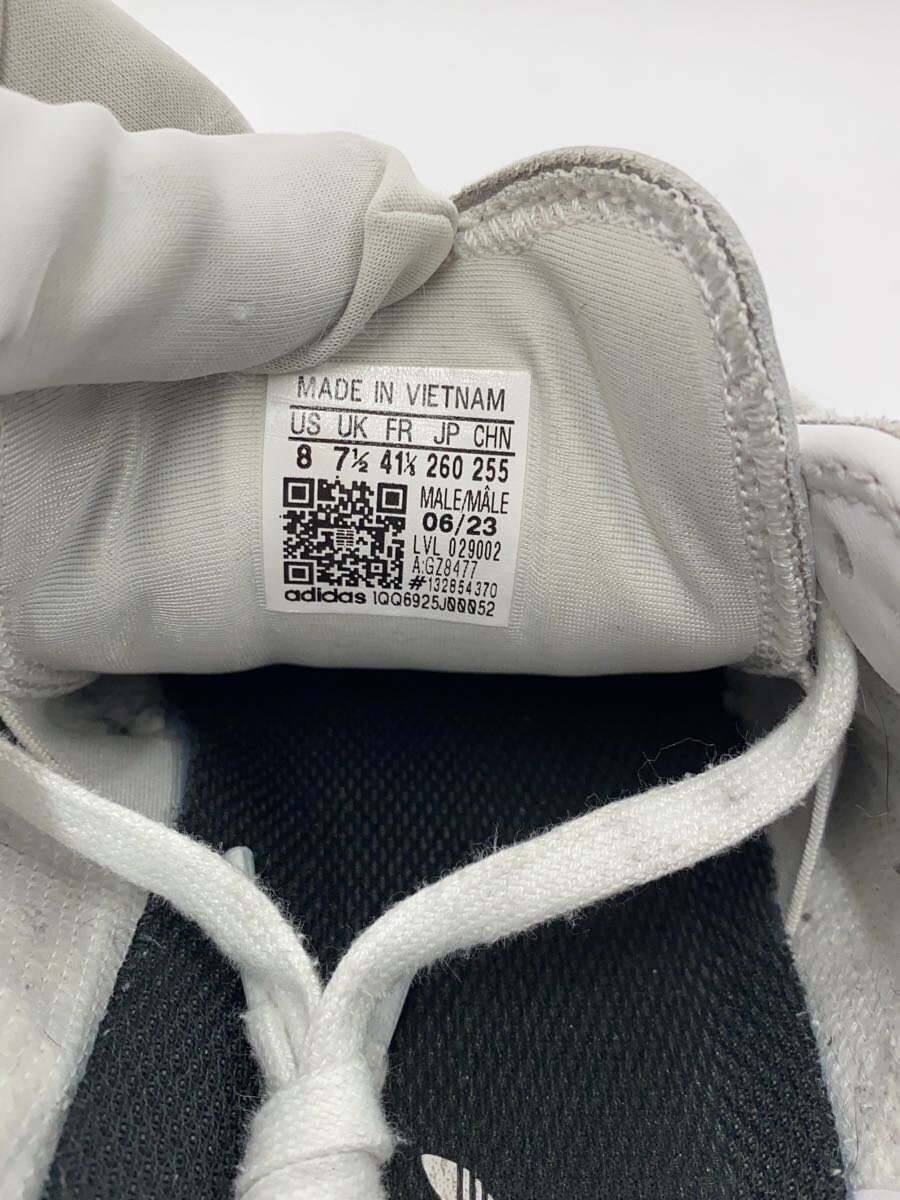 MADE IN VIETNAM
US UK FR JP CHN
8 7½ 41⅓ 260 255
MALE/MÂLE
06/23
LVL 029002
A:GZ8477
#132854370
adidas 1QQ6925J00052